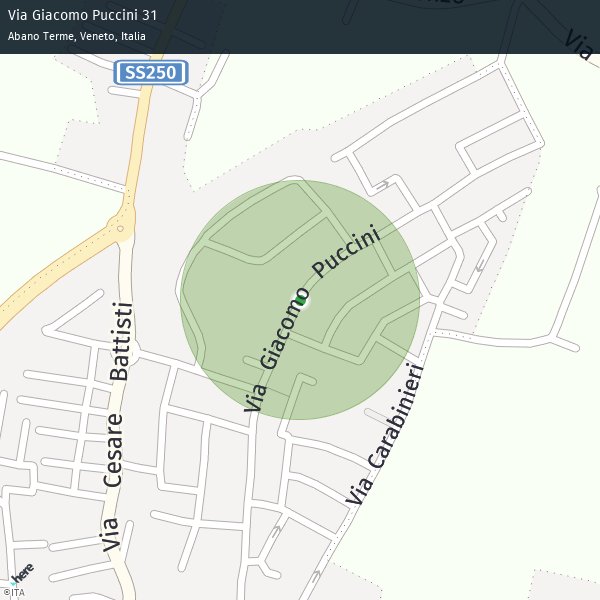 Via Giacomo Puccini 31
Abano Terme, Veneto, Italia
Via
SS250
Via Giacomo Puccini
Via Cesare Battisti
Via Carabinieri
here
©ITA